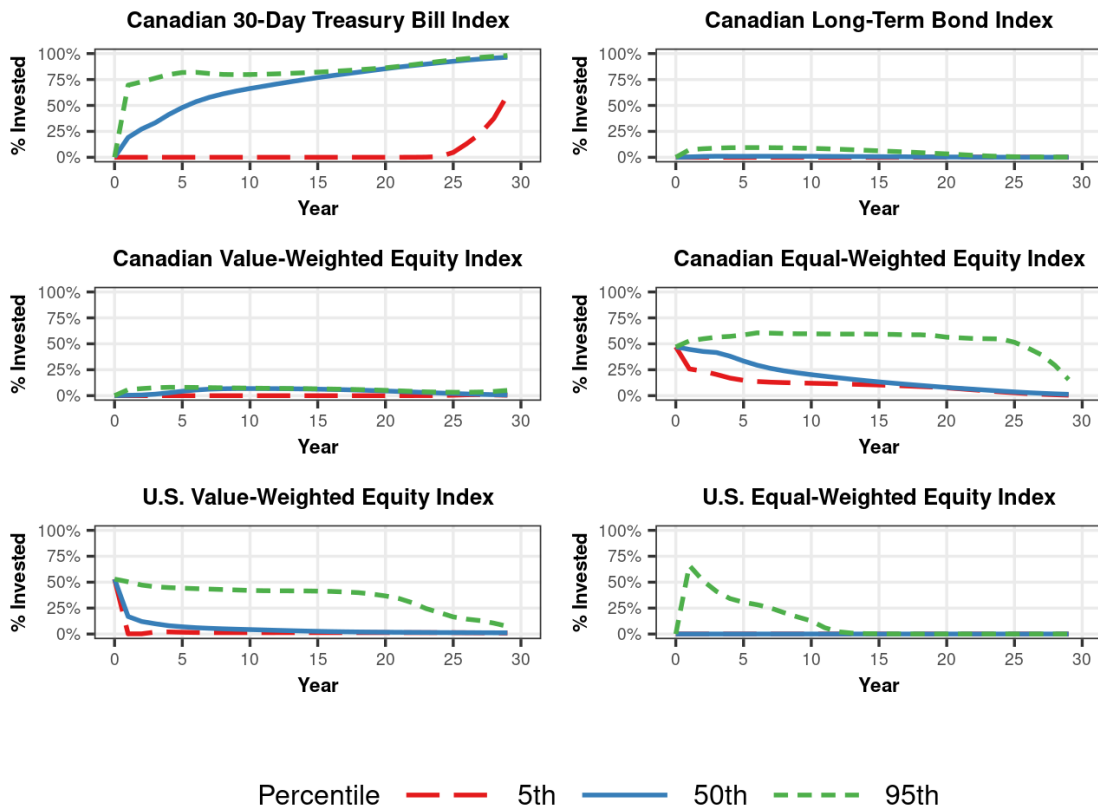 Canadian 30-Day Treasury Bill Index
% Invested
100%
75%
50%
25%
0%
0 5 10 15 20 25 30
Year
Canadian Long-Term Bond Index
% Invested
100%
75%
50%
25%
0%
0 5 10 15 20 25 30
Year
Canadian Value-Weighted Equity Index
% Invested
100%
75%
50%
25%
0%
0 5 10 15 20 25 30
Year
Canadian Equal-Weighted Equity Index
% Invested
100%
75%
50%
25%
0%
0 5 10 15 20 25 30
Year
U.S. Value-Weighted Equity Index
% Invested
100%
75%
50%
25%
0%
0 5 10 15 20 25 30
Year
U.S. Equal-Weighted Equity Index
% Invested
100%
75%
50%
25%
0%
0 5 10 15 20 25 30
Year
Percentile 5th 50th 95th